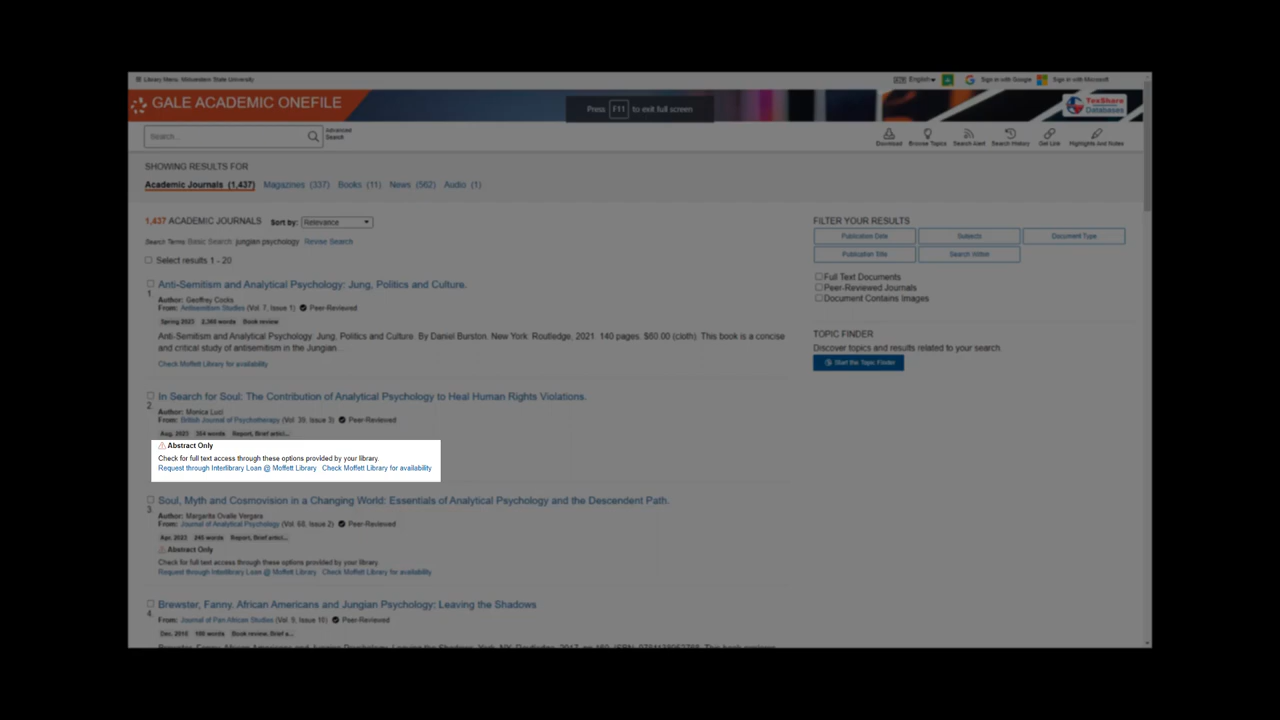 Library Menu: Midwestern State University
English
Sign in with Google
Sign in with Microsoft
GALE ACADEMIC ONEFILE
Press F11 to exit full screen
TexShare
Databases
Search...
Advanced
Search
Download
Browse Topics
Search Alert
Search History
Get Link
Highlights And Notes
SHOWING RESULTS FOR
Academic Journals (1,437) Magazines (337) Books (11) News (562) Audio (1)
1,437 ACADEMIC JOURNALS Sort by: Relevance
Search Terms Basic Search: jungian psychology Revise Search
Select results 1 - 20
1. Anti-Semitism and Analytical Psychology: Jung, Politics and Culture.
Author: Geoffrey Cocks
From: Antisemitism Studies (Vol. 7, Issue 1) Peer-Reviewed
Spring 2023 2,380 words Book review
Anti-Semitism and Analytical Psychology: Jung, Politics and Culture. By Daniel Burston. New York: Routledge, 2021. 140 pages. $60.00 (cloth). This book is a concise
and critical study of antisemitism in the Jungian...
Check Moffett Library for availability
2. In Search for Soul: The Contribution of Analytical Psychology to Heal Human Rights Violations.
Author: Monica Luci
From: British Journal of Psychotherapy (Vol. 39, Issue 3) Peer-Reviewed
Aug. 2023 354 words Report, Brief articl...
Abstract Only
Check for full text access through these options provided by your library.
Request through Interlibrary Loan @ Moffett Library Check Moffett Library for availability
3. Soul, Myth and Cosmovision in a Changing World: Essentials of Analytical Psychology and the Descendent Path.
Author: Margarita Ovalle Vergara
From: Journal of Analytical Psychology (Vol. 68, Issue 2) Peer-Reviewed
Apr. 2023 245 words Report, Brief articl...
Abstract Only
Check for full text access through these options provided by your library.
Request through Interlibrary Loan @ Moffett Library Check Moffett Library for availability
4. Brewster, Fanny. African Americans and Jungian Psychology: Leaving the Shadows
From: Journal of Pan African Studies (Vol. 9, Issue 10) Peer-Reviewed
Dec. 2016 160 words Book review, Brief a...
FILTER YOUR RESULTS
Publication Date
Subjects
Document Type
Publication Title
Search Within
Full Text Documents
Peer-Reviewed Journals
Document Contains Images
TOPIC FINDER
Discover topics and results related to your search.
Start the Topic Finder